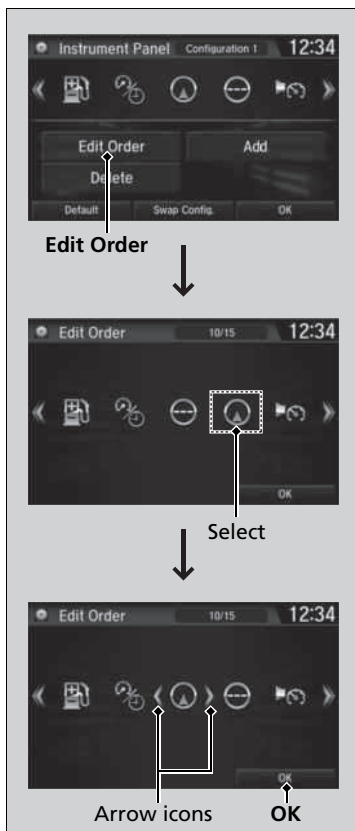 Instrument Panel Configuration 1 12:34
Edit Order Add
Delete
Default Swap Config. OK
Edit Order
Edit Order 10/15 12:34
OK
Select
Edit Order 10/15 12:34
OK
Arrow icons OK